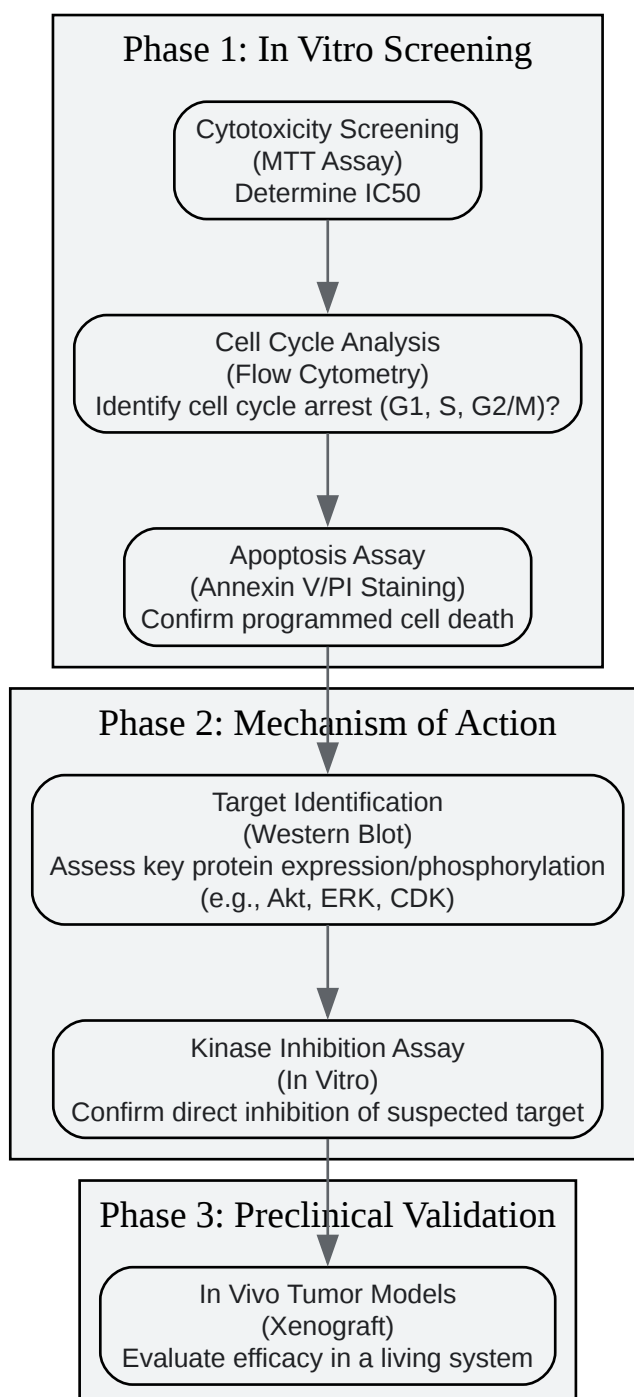 Phase 1: In Vitro Screening
Cytotoxicity Screening
(MTT Assay)
Determine IC50
Cell Cycle Analysis
(Flow Cytometry)
Identify cell cycle arrest (G1, S, G2/M)?
Apoptosis Assay
(Annexin V/PI Staining)
Confirm programmed cell death
Phase 2: Mechanism of Action
Target Identification
(Western Blot)
Assess key protein expression/phosphorylation
(e.g., Akt, ERK, CDK)
Kinase Inhibition Assay
(In Vitro)
Confirm direct inhibition of suspected target
Phase 3: Preclinical Validation
In Vivo Tumor Models
(Xenograft)
Evaluate efficacy in a living system